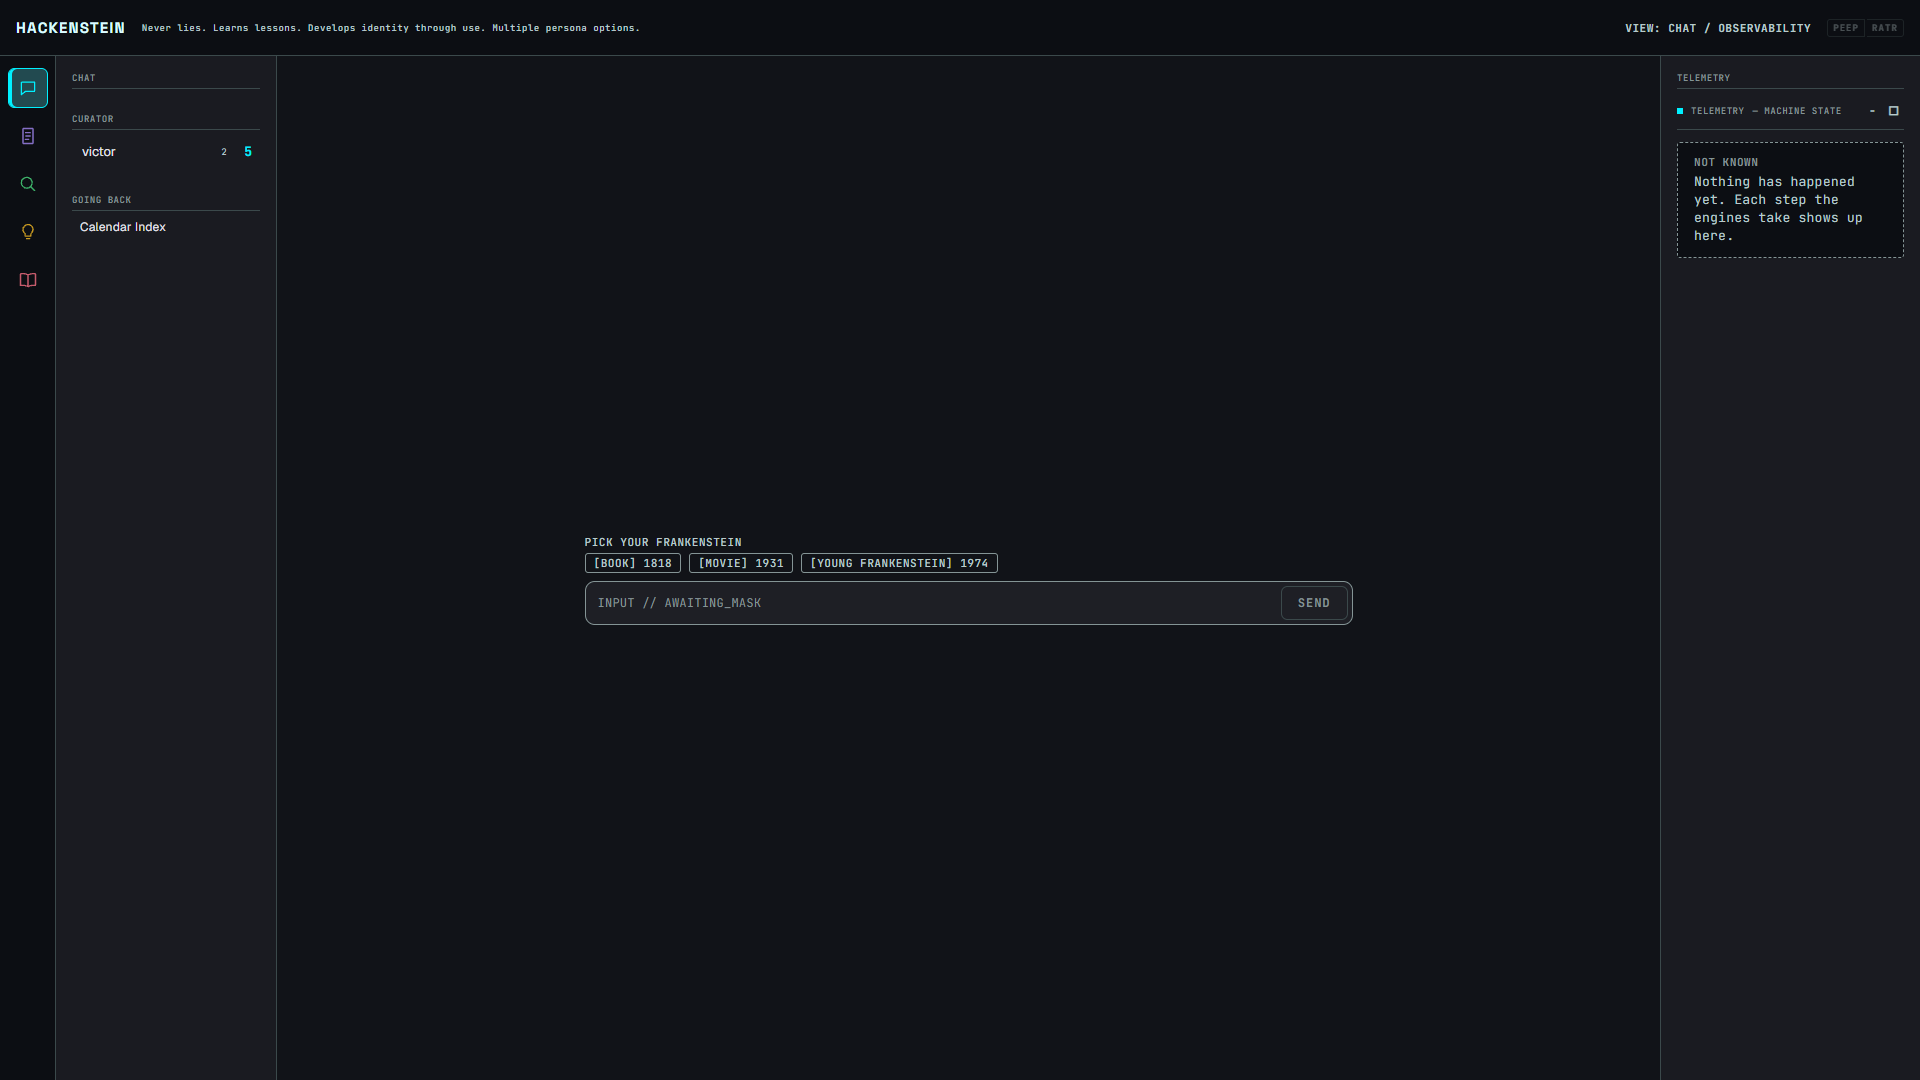 HACKENSTEIN
Never lies. Learns lessons. Develops identity through use. Multiple persona options.
VIEW: CHAT / OBSERVABILITY
PEEP
RATR
CHAT
CURATOR
victor 2 5
GOING BACK
Calendar Index
PICK YOUR FRANKENSTEIN
[BOOK] 1818
[MOVIE] 1931
[YOUNG FRANKENSTEIN] 1974
INPUT // AWAITING_MASK
SEND
TELEMETRY
TELEMETRY — MACHINE STATE
NOT KNOWN
Nothing has happened
yet. Each step the
engines take shows up
here.